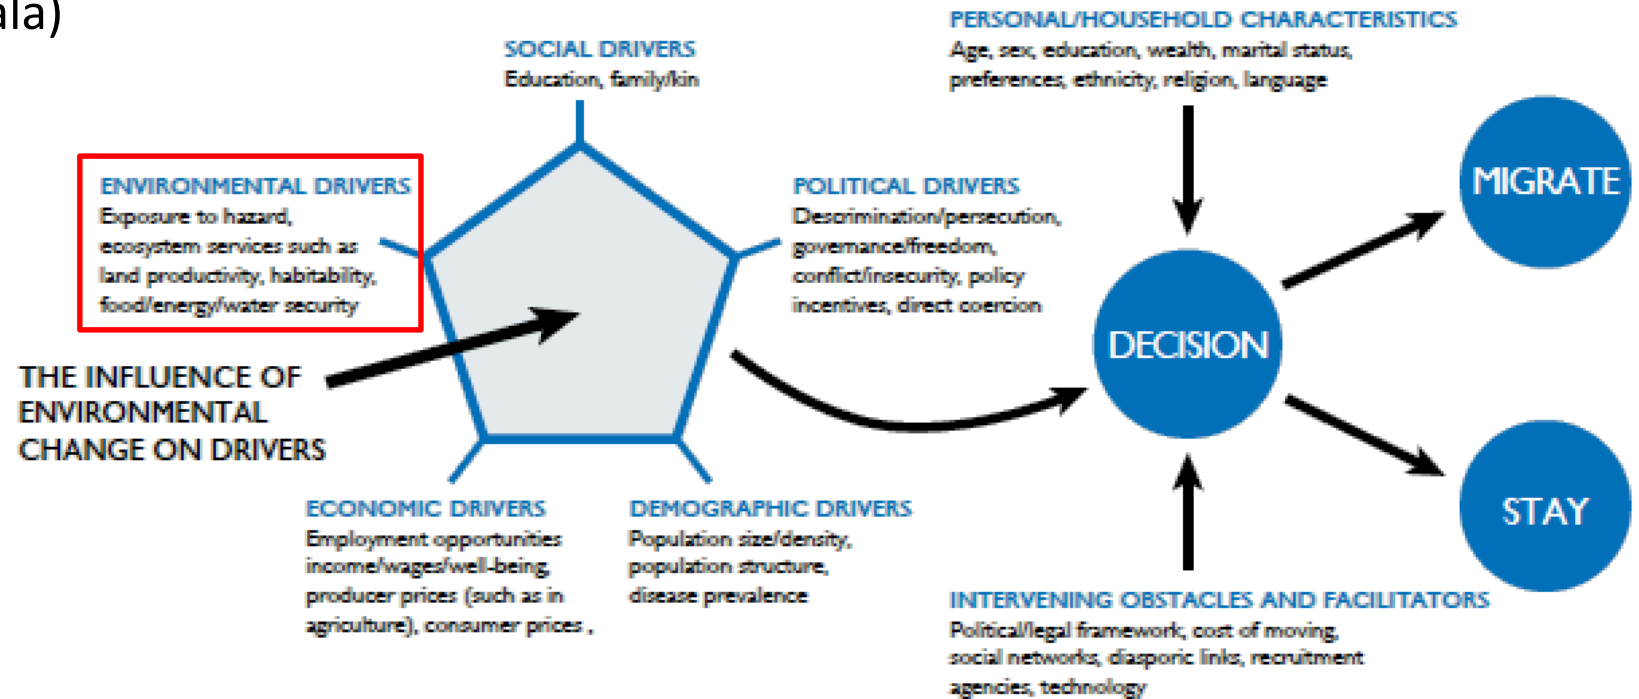 ala)
PERSONAL/HOUSEHOLD CHARACTERISTICS
Age, sex, education, wealth, marital status,
preferences, ethnicity, religion, language
SOCIAL DRIVERS
Education, family/kin
ENVIRONMENTAL DRIVERS
Exposure to hazard,
ecosystem services such as
land productivity, habitability,
food/energy/water security
POLITICAL DRIVERS
Descrimination/persecution,
governance/freedom,
conflict/insecurity, policy
incentives, direct coercion
MIGRATE
DECISION
THE INFLUENCE OF
ENVIRONMENTAL
CHANGE ON DRIVERS
STAY
ECONOMIC DRIVERS
Employment opportunities
income/wages/well-being,
producer prices (such as in
agriculture), consumer prices ,
DEMOGRAPHIC DRIVERS
Population size/density,
population structure,
disease prevalence
INTERVENING OBSTACLES AND FACILITATORS
Political/legal framework, cost of moving,
social networks, diasporic links, recruitment
agencies, technology